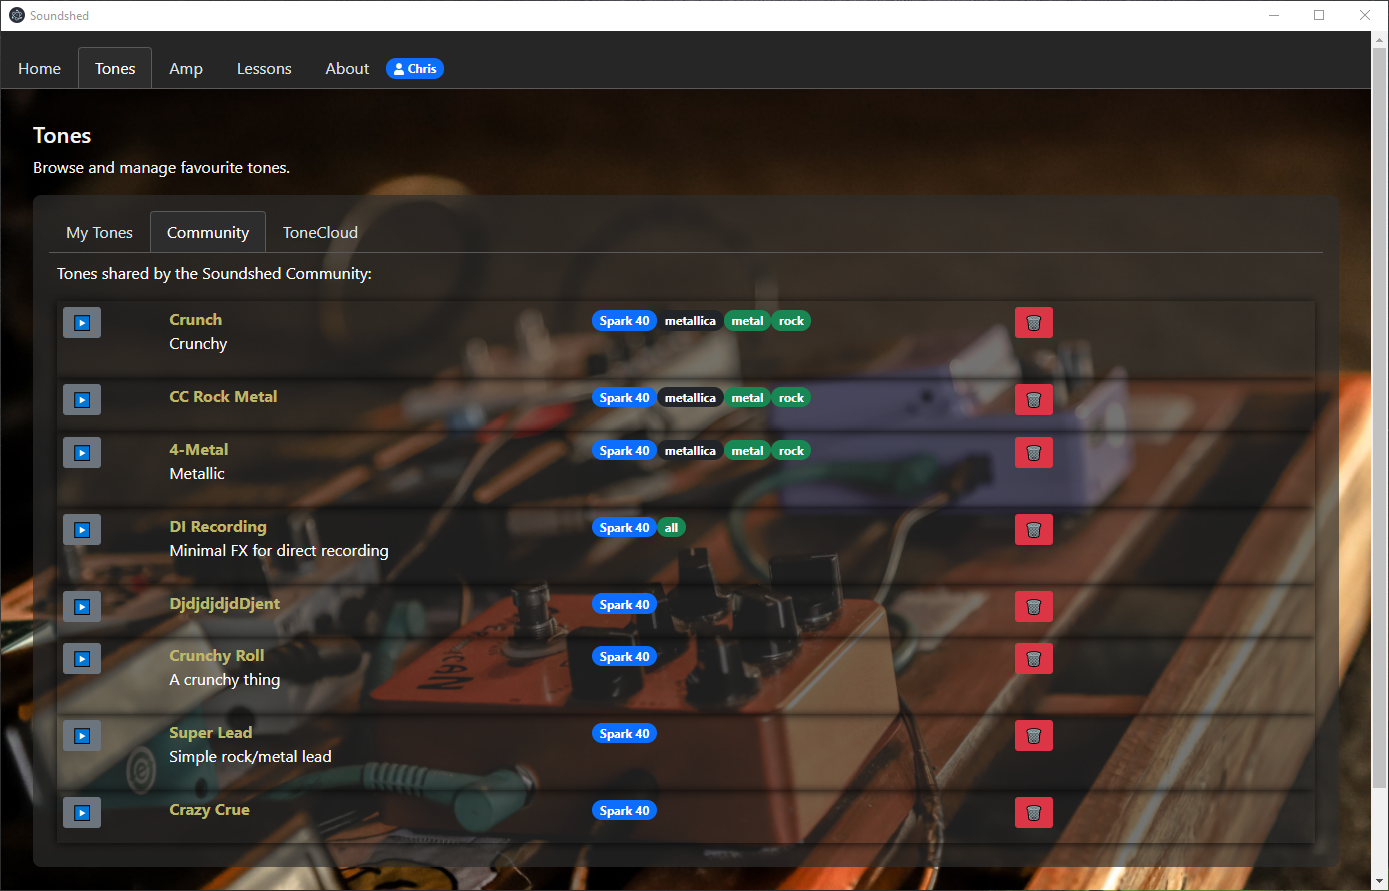 Soundshed
Home Tones Amp Lessons About Chris
Tones
Browse and manage favourite tones.
My Tones Community ToneCloud
Tones shared by the Soundshed Community:
Crunch Spark 40 metallica metal rock
Crunchy
CC Rock Metal Spark 40 metallica metal rock
4-Metal Spark 40 metallica metal rock
Metallic
DI Recording Spark 40 all
Minimal FX for direct recording
DjdjdjdjdDjent Spark 40
Crunchy Roll Spark 40
A crunchy thing
Super Lead Spark 40
Simple rock/metal lead
Crazy Crue Spark 40